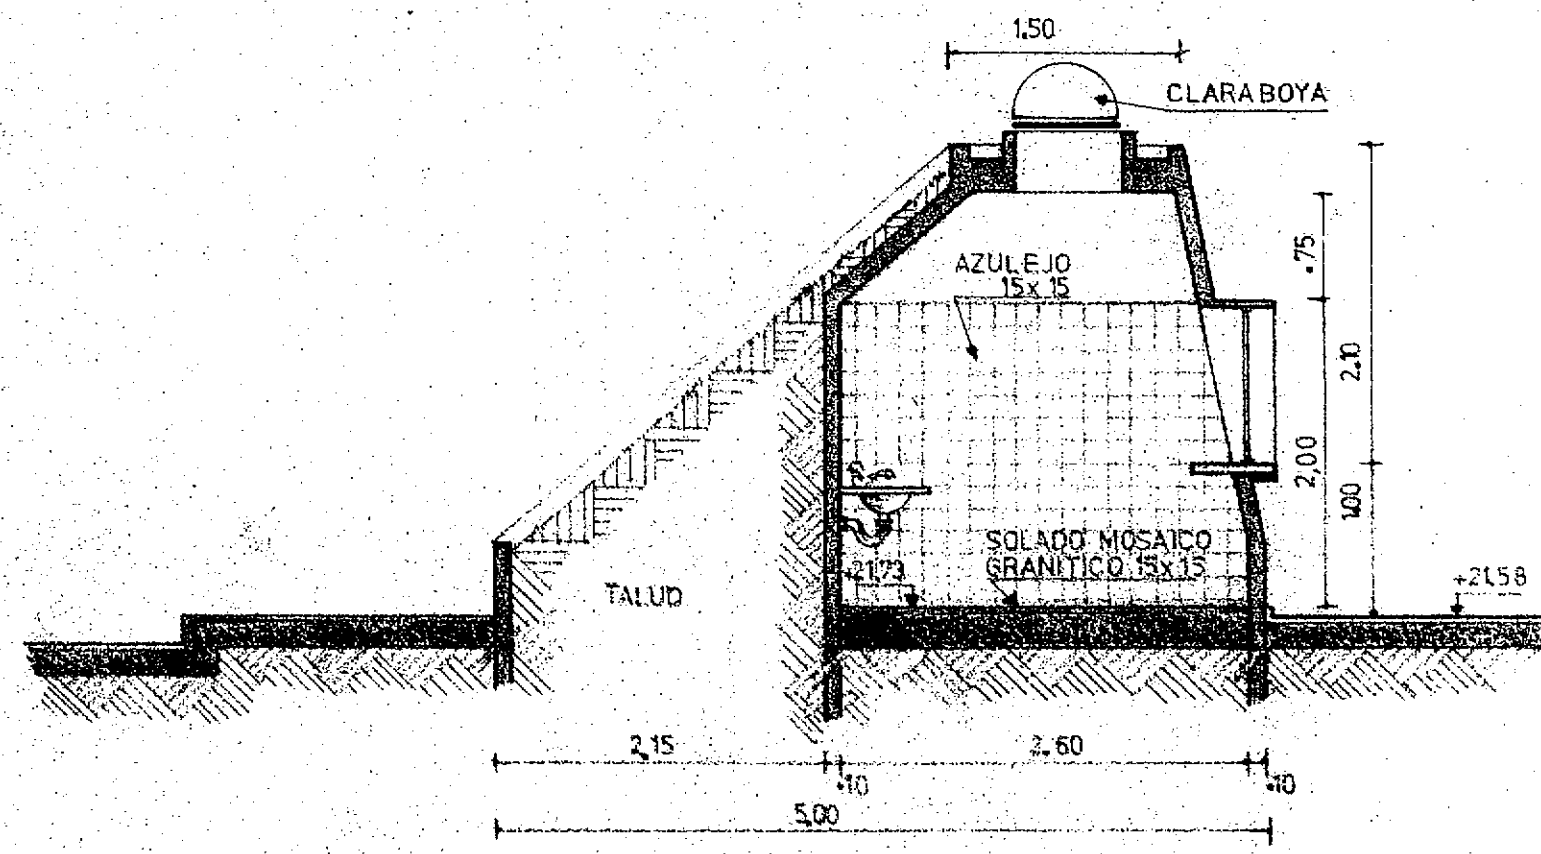 1.50
CLARABOYA
AZULEJO
15x15
.75
2.10
2,00
1.00
SOLADO MOSAICO
GRANITICO 15x15
+21.73
+21.58
TALUD
2,15
2,60
.10
.10
5,00